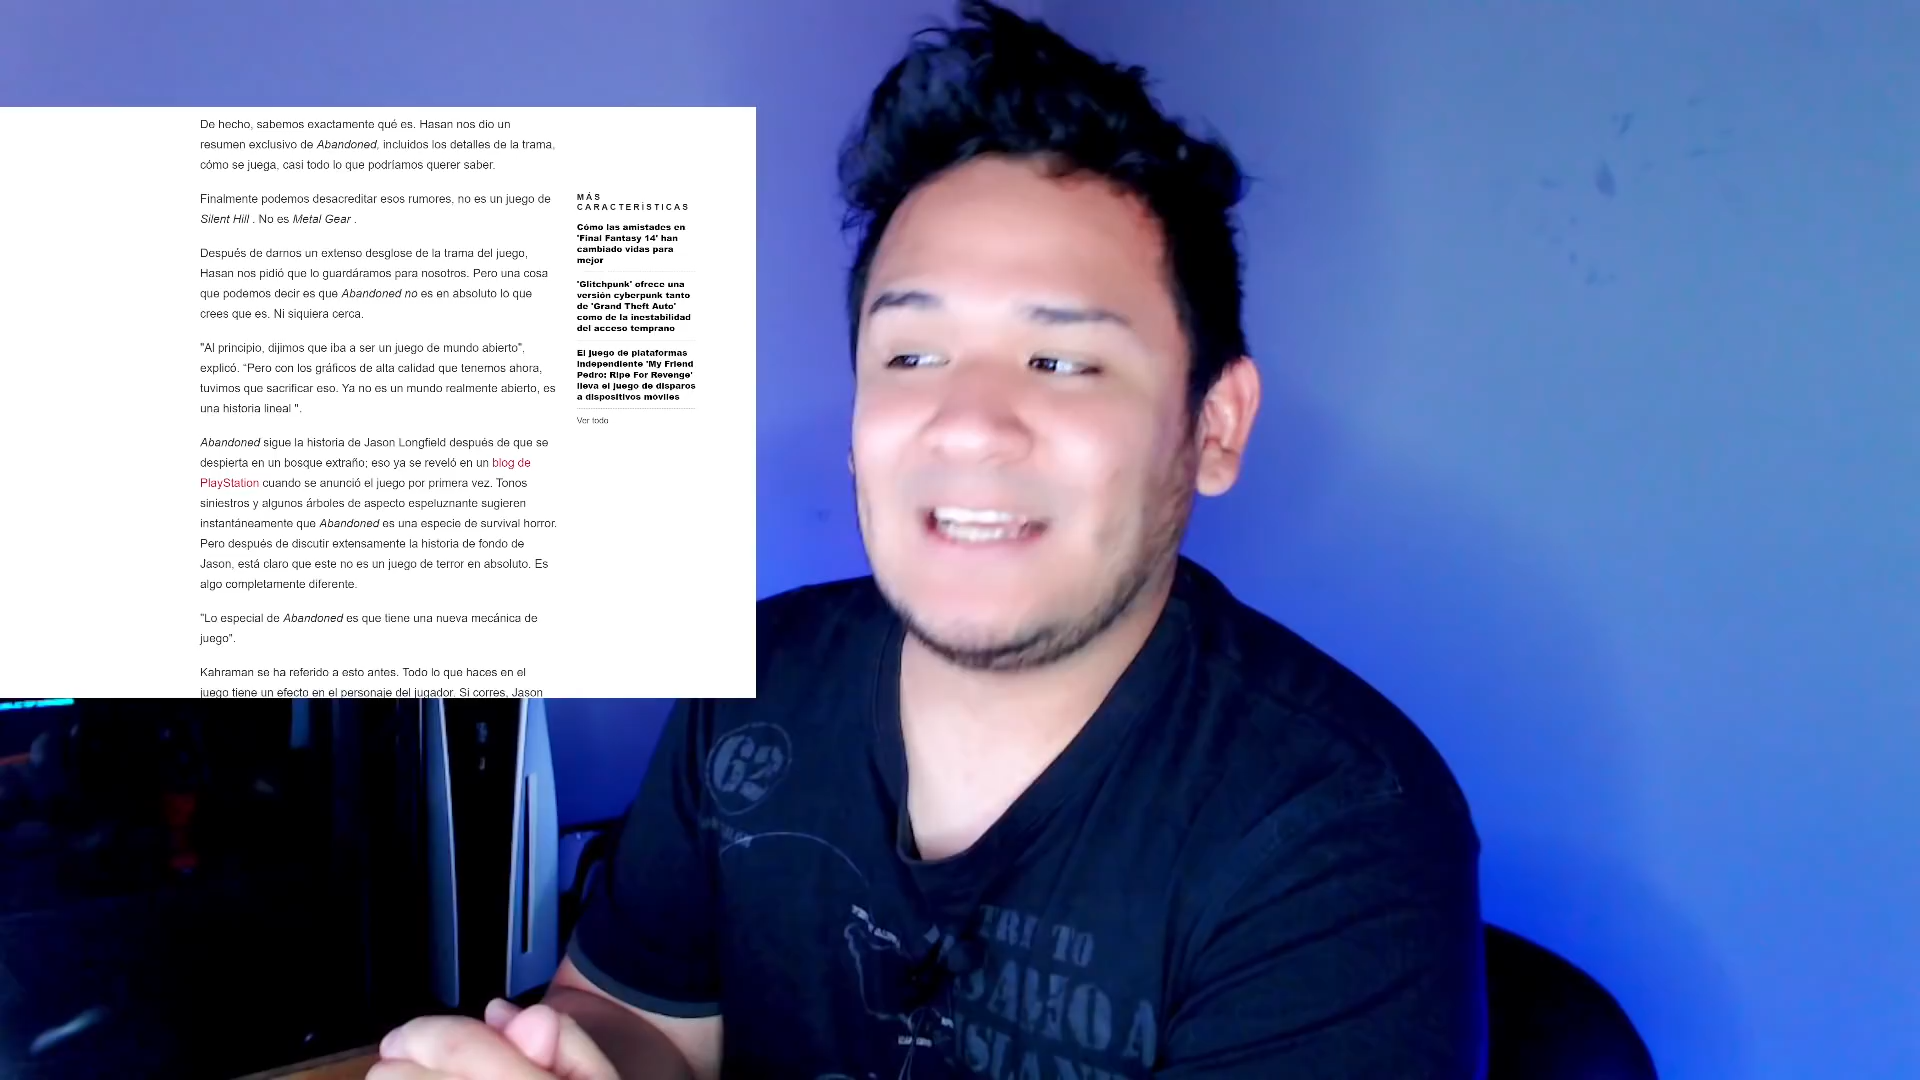 De hecho, sabemos exactamente qué es. Hasan nos dio un
resumen exclusivo de Abandoned, incluidos los detalles de la trama,
cómo se juega, casi todo lo que podríamos querer saber.
Finalmente podemos desacreditar esos rumores, no es un juego de
Silent Hill . No es Metal Gear .
Después de darnos un extenso desglose de la trama del juego,
Hasan nos pidió que lo guardáramos para nosotros. Pero una cosa
que podemos decir es que Abandoned no es en absoluto lo que
crees que es. Ni siquiera cerca.
"Al principio, dijimos que iba a ser un juego de mundo abierto",
explicó. “Pero con los gráficos de alta calidad que tenemos ahora,
tuvimos que sacrificar eso. Ya no es un mundo realmente abierto, es
una historia lineal ".
Abandoned sigue la historia de Jason Longfield después de que se
despierta en un bosque extraño; eso ya se reveló en un blog de
PlayStation cuando se anunció el juego por primera vez. Tonos
siniestros y algunos árboles de aspecto espeluznante sugieren
instantáneamente que Abandoned es una especie de survival horror.
Pero después de discutir extensamente la historia de fondo de
Jason, está claro que este no es un juego de terror en absoluto. Es
algo completamente diferente.
"Lo especial de Abandoned es que tiene una nueva mecánica de
juego”.
Kahraman se ha referido a esto antes. Todo lo que haces en el
juego tiene un efecto en el personaje del jugador. Si corres, Jason
MÁS
CARACTERÍSTICAS
Cómo las amistades en
'Final Fantasy 14' han
cambiado vidas para
mejor
'Glitchpunk' ofrece una
versión cyberpunk tanto
de 'Grand Theft Auto'
como de la inestabilidad
del acceso temprano
El juego de plataformas
independiente 'My Friend
Pedro: Ripe For Revenge'
lleva el juego de disparos
a dispositivos móviles
Ver todo
62
TRI TO